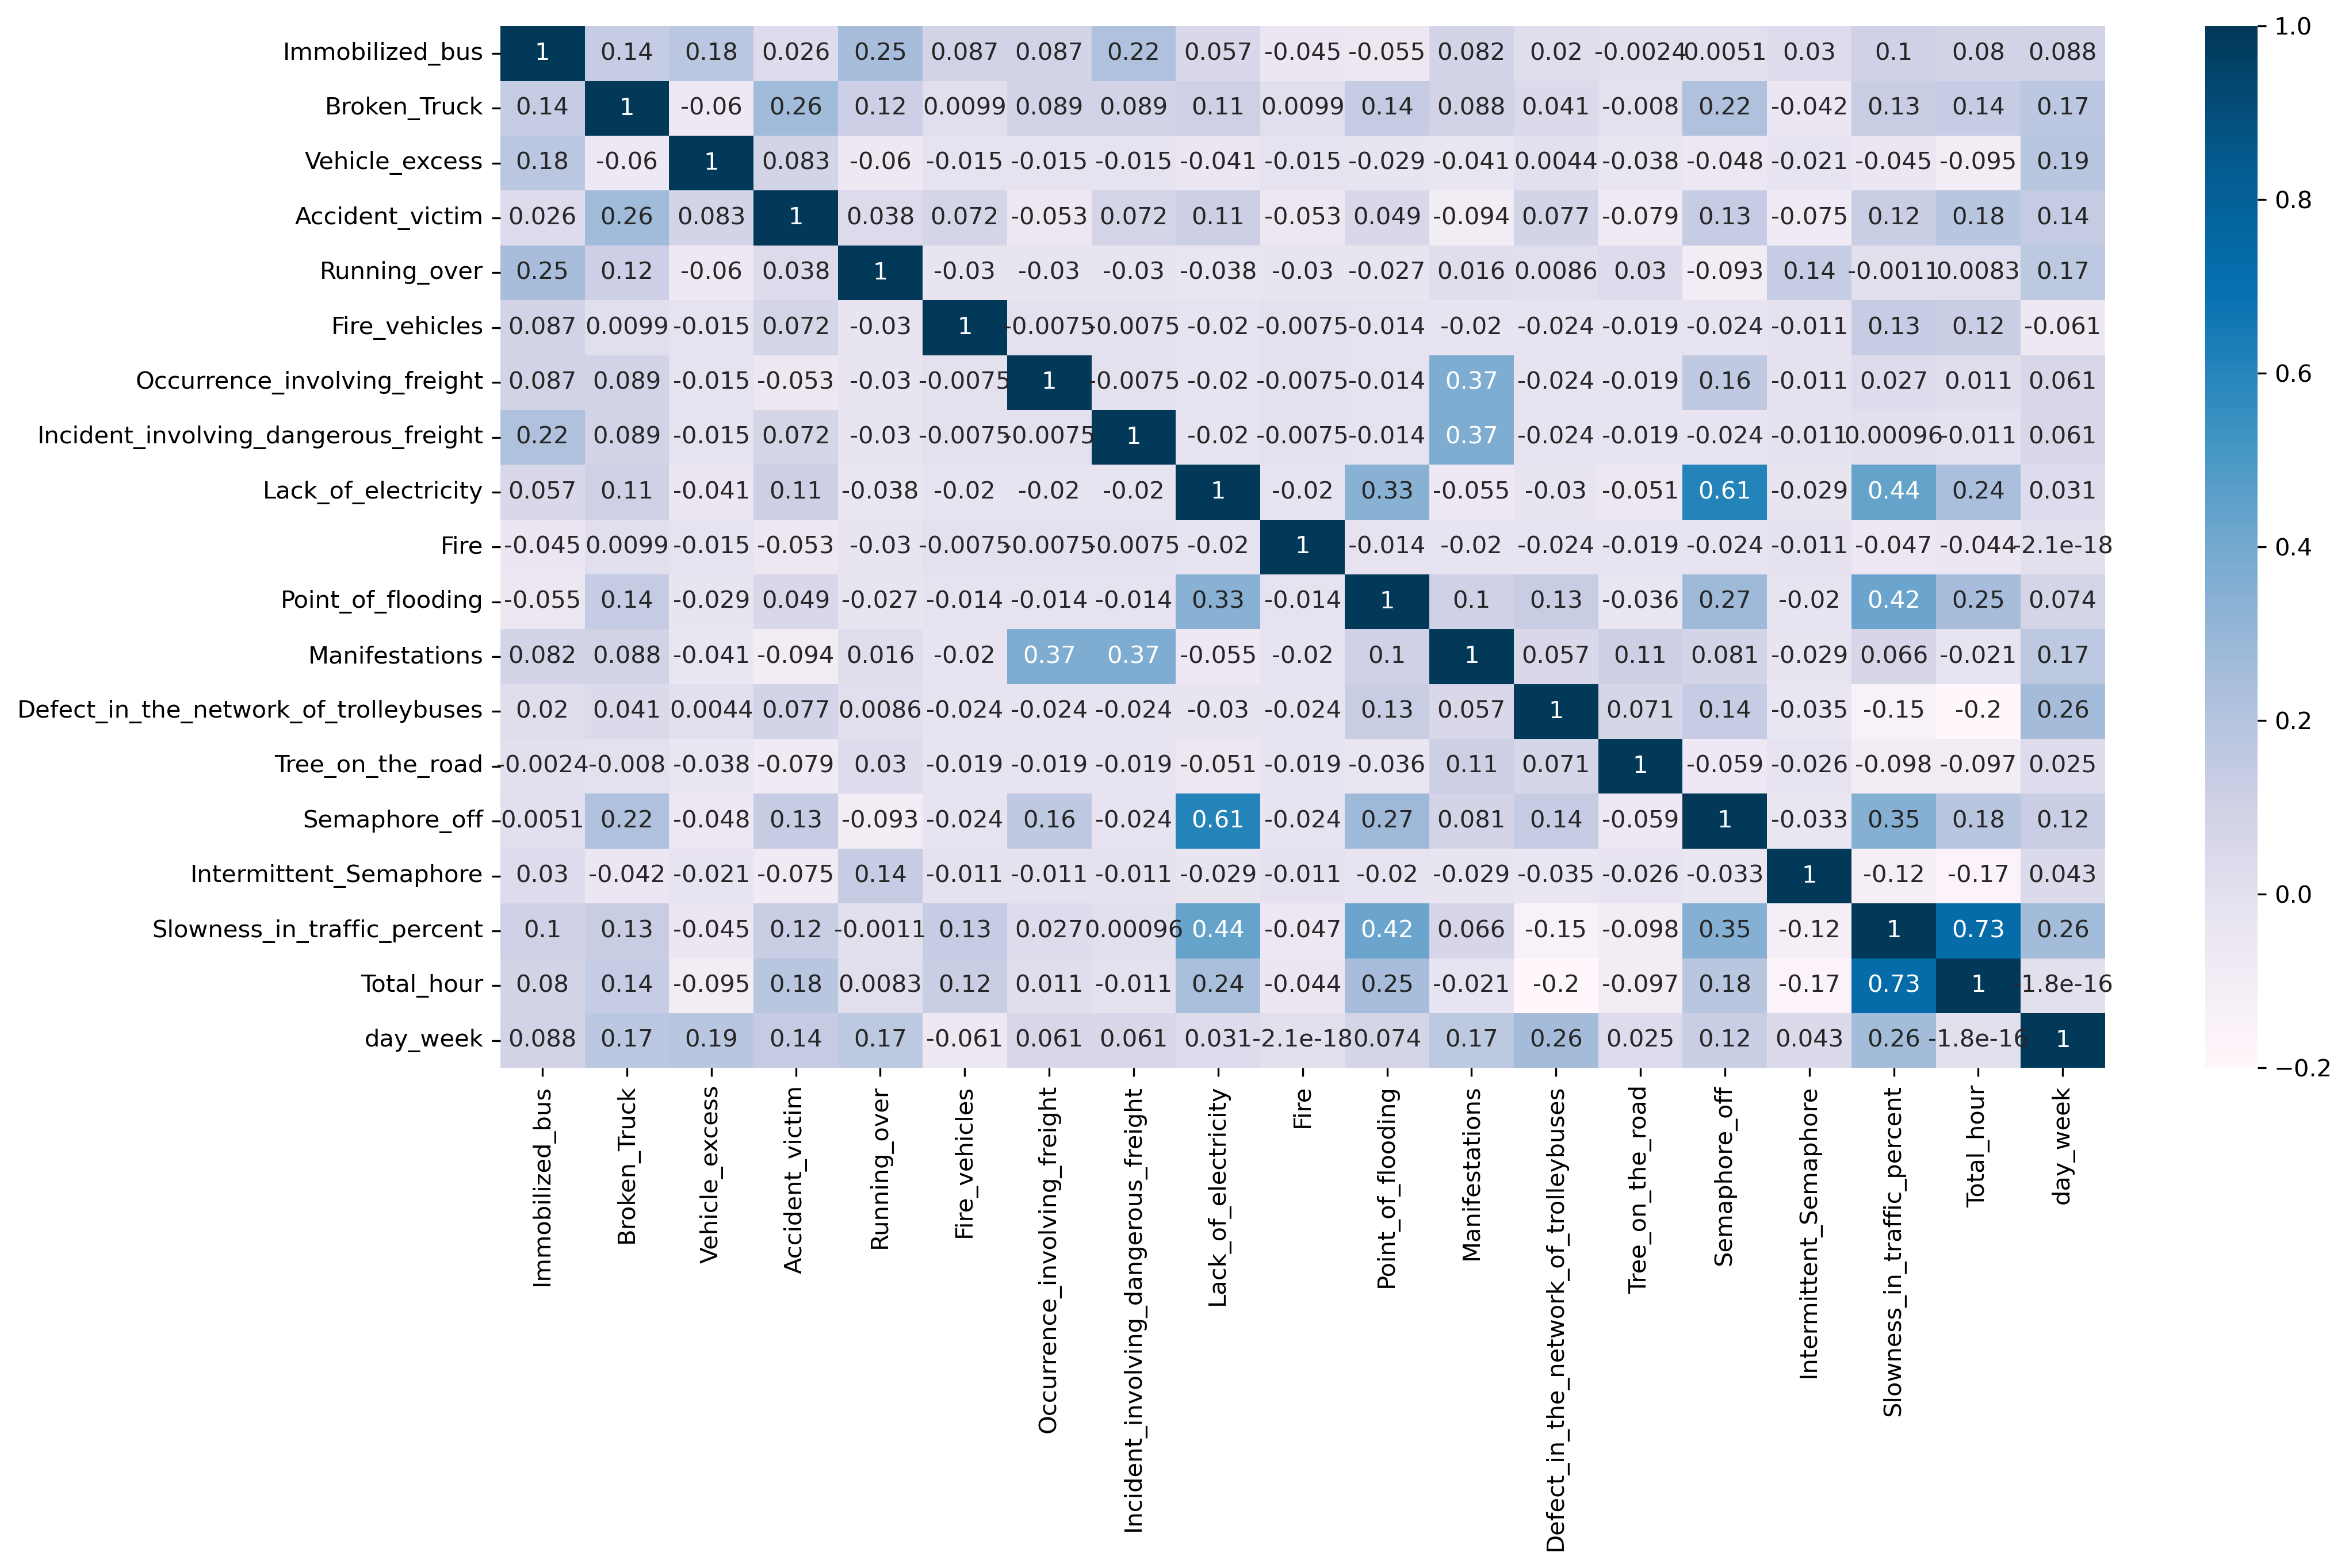 Immobilized_bus 1 0.14 0.18 0.026 0.25 0.087 0.087 0.22 0.057 -0.045 -0.055 0.082 0.02 -0.0024 0.0051 0.03 0.1 0.08 0.088 1.0
Broken_Truck 0.14 1 -0.06 0.26 0.12 0.0099 0.089 0.089 0.11 0.0099 0.14 0.088 0.041 -0.008 0.22 -0.042 0.13 0.14 0.17
Vehicle_excess 0.18 -0.06 1 0.083 -0.06 -0.015 -0.015 -0.015 -0.041 -0.015 -0.029 -0.041 0.0044 -0.038 -0.048 -0.021 -0.045 -0.095 0.19
Accident_victim 0.026 0.26 0.083 1 0.038 0.072 -0.053 0.072 0.11 -0.053 0.049 -0.094 0.077 -0.079 0.13 -0.075 0.12 0.18 0.14 0.8
Running_over 0.25 0.12 -0.06 0.038 1 -0.03 -0.03 -0.03 -0.038 -0.03 -0.027 0.016 0.0086 0.03 -0.093 0.14 -0.0011 0.0083 0.17
Fire_vehicles 0.087 0.0099 -0.015 0.072 -0.03 1 -0.0075 -0.0075 -0.02 -0.0075 -0.014 -0.02 -0.024 -0.019 -0.024 -0.011 0.13 0.12 -0.061
Occurrence_involving_freight 0.087 0.089 -0.015 -0.053 -0.03 -0.0075 1 -0.0075 -0.02 -0.0075 -0.014 0.37 -0.024 -0.019 0.16 -0.011 0.027 0.011 0.061 0.6
Incident_involving_dangerous_freight 0.22 0.089 -0.015 0.072 -0.03 -0.0075 -0.0075 1 -0.02 -0.0075 -0.014 0.37 -0.024 -0.019 -0.024 -0.011 0.00096 -0.011 0.061
Lack_of_electricity 0.057 0.11 -0.041 0.11 -0.038 -0.02 -0.02 -0.02 1 -0.02 0.33 -0.055 -0.03 -0.051 0.61 -0.029 0.44 0.24 0.031
Fire -0.045 0.0099 -0.015 -0.053 -0.03 -0.0075 -0.0075 -0.0075 -0.02 1 -0.014 -0.02 -0.024 -0.019 -0.024 -0.011 -0.047 -0.044 -2.1e-18 0.4
Point_of_flooding -0.055 0.14 -0.029 0.049 -0.027 -0.014 -0.014 -0.014 0.33 -0.014 1 0.1 0.13 -0.036 0.27 -0.02 0.42 0.25 0.074
Manifestations 0.082 0.088 -0.041 -0.094 0.016 -0.02 0.37 0.37 -0.055 -0.02 0.1 1 0.057 0.11 0.081 -0.029 0.066 -0.021 0.17
Defect_in_the_network_of_trolleybuses 0.02 0.041 0.0044 0.077 0.0086 -0.024 -0.024 -0.024 -0.03 -0.024 0.13 0.057 1 0.071 0.14 -0.035 -0.15 -0.2 0.26 0.2
Tree_on_the_road -0.0024 -0.008 -0.038 -0.079 0.03 -0.019 -0.019 -0.019 -0.051 -0.019 -0.036 0.11 0.071 1 -0.059 -0.026 -0.098 -0.097 0.025
Semaphore_off 0.0051 0.22 -0.048 0.13 -0.093 -0.024 0.16 -0.024 0.61 -0.024 0.27 0.081 0.14 -0.059 1 -0.033 0.35 0.18 0.12
Intermittent_Semaphore 0.03 -0.042 -0.021 -0.075 0.14 -0.011 -0.011 -0.011 -0.029 -0.011 -0.02 -0.029 -0.035 -0.026 -0.033 1 -0.12 -0.17 0.043 0.0
Slowness_in_traffic_percent 0.1 0.13 -0.045 0.12 -0.0011 0.13 0.027 0.00096 0.44 -0.047 0.42 0.066 -0.15 -0.098 0.35 -0.12 1 0.73 0.26
Total_hour 0.08 0.14 -0.095 0.18 0.0083 0.12 0.011 -0.011 0.24 -0.044 0.25 -0.021 -0.2 -0.097 0.18 -0.17 0.73 1 -1.8e-16
day_week 0.088 0.17 0.19 0.14 0.17 -0.061 0.061 0.061 0.031 -2.1e-18 0.074 0.17 0.26 0.025 0.12 0.043 0.26 -1.8e-16 1 −0.2
Immobilized_bus
Broken_Truck
Vehicle_excess
Accident_victim
Running_over
Fire_vehicles
Occurrence_involving_freight
Incident_involving_dangerous_freight
Lack_of_electricity
Fire
Point_of_flooding
Manifestations
Defect_in_the_network_of_trolleybuses
Tree_on_the_road
Semaphore_off
Intermittent_Semaphore
Slowness_in_traffic_percent
Total_hour
day_week